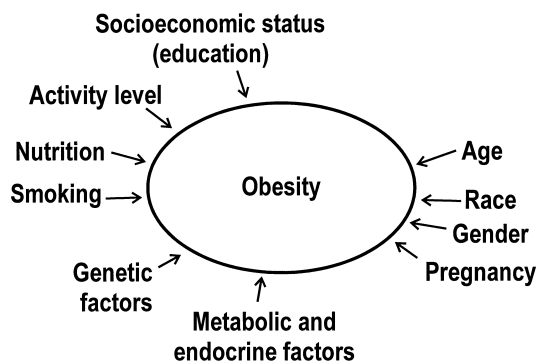 Socioeconomic status
(education)
Activity level
Nutrition
Smoking
Genetic
factors
Metabolic and
endocrine factors
Obesity
Age
Race
Gender
Pregnancy